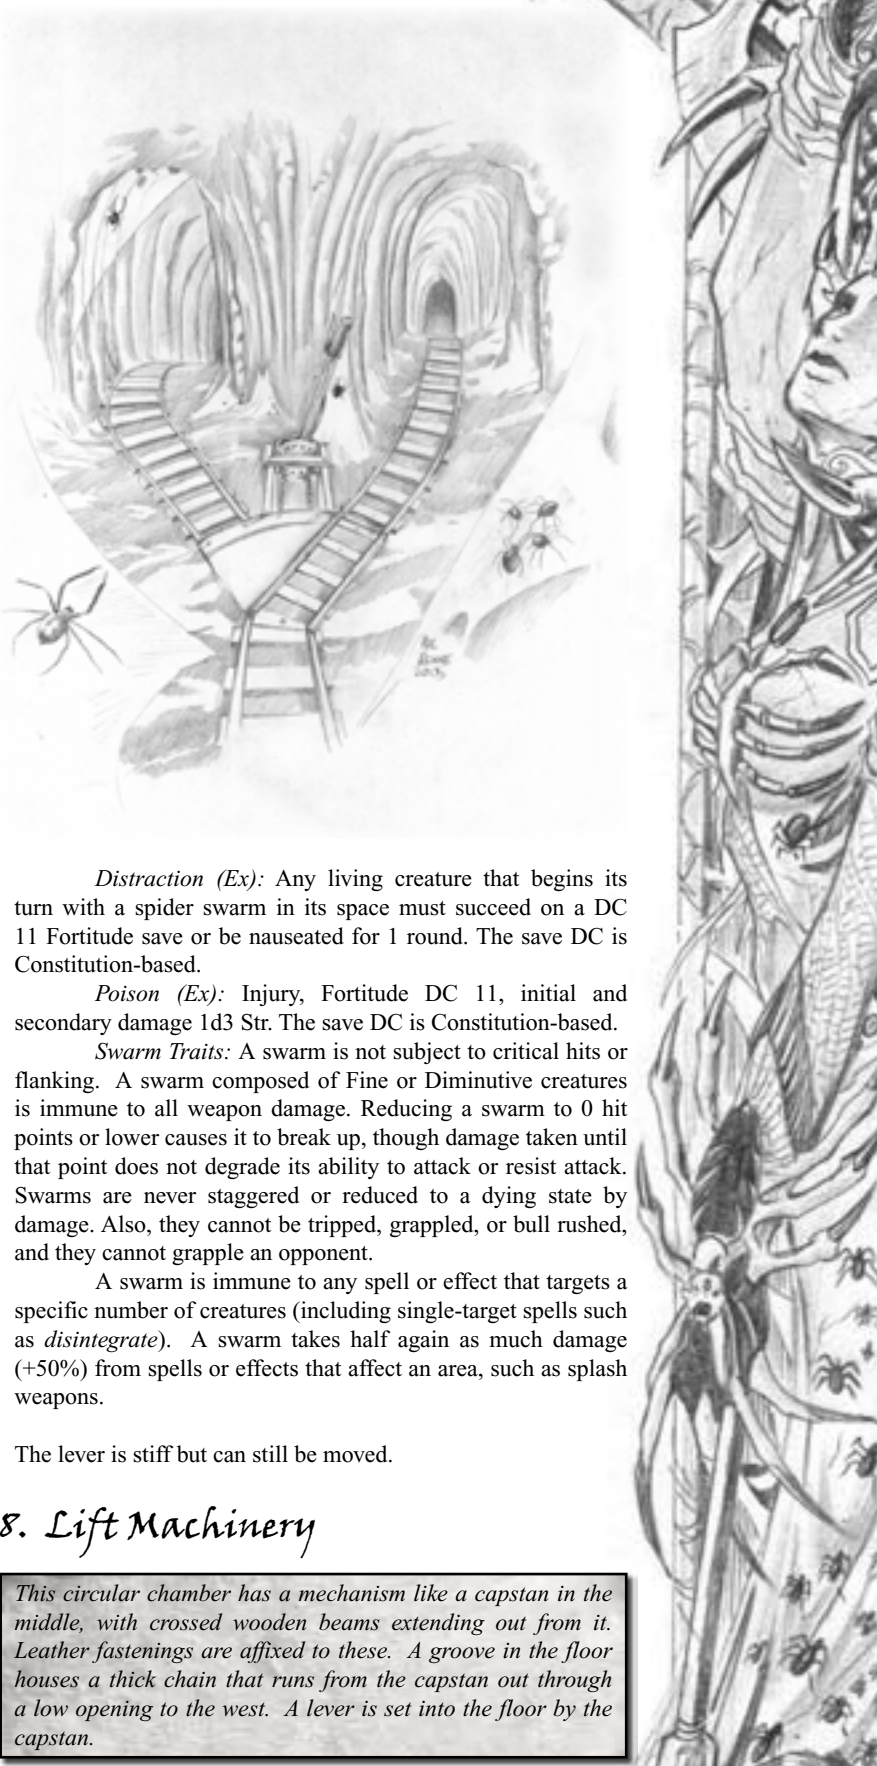 Distraction (Ex): Any living creature that begins its
turn with a spider swarm in its space must succeed on a DC
11 Fortitude save or be nauseated for 1 round. The save DC is
Constitution-based.
Poison (Ex): Injury, Fortitude DC 11, initial and
secondary damage 1d3 Str. The save DC is Constitution-based.
Swarm Traits: A swarm is not subject to critical hits or
flanking. A swarm composed of Fine or Diminutive creatures
is immune to all weapon damage. Reducing a swarm to 0 hit
points or lower causes it to break up, though damage taken until
that point does not degrade its ability to attack or resist attack.
Swarms are never staggered or reduced to a dying state by
damage. Also, they cannot be tripped, grappled, or bull rushed,
and they cannot grapple an opponent.
A swarm is immune to any spell or effect that targets a
specific number of creatures (including single-target spells such
as disintegrate). A swarm takes half again as much damage
(+50%) from spells or effects that affect an area, such as splash
weapons.
The lever is stiff but can still be moved.
8. Lift Machinery
This circular chamber has a mechanism like a capstan in the
middle, with crossed wooden beams extending out from it.
Leather fastenings are affixed to these. A groove in the floor
houses a thick chain that runs from the capstan out through
a low opening to the west. A lever is set into the floor by the
capstan.